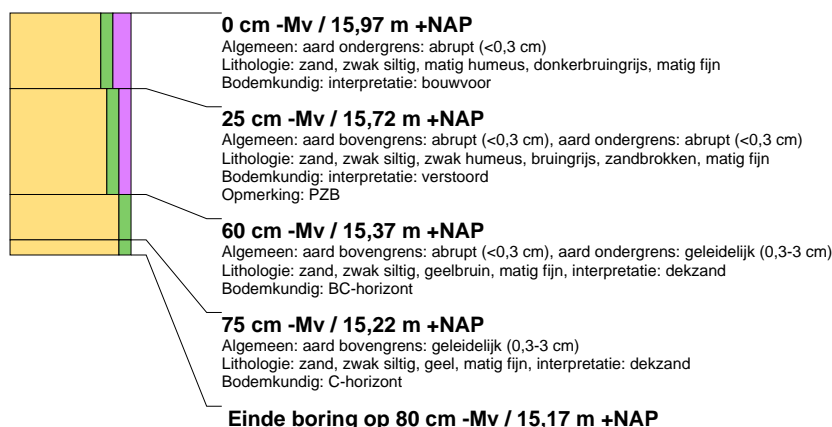 0 cm -Mv / 15,97 m +NAP
Algemeen: aard ondergrens: abrupt (<0,3 cm)
Lithologie: zand, zwak siltig, matig humeus, donkerbruingrijs, matig fijn
Bodemkundig: interpretatie: bouwvoor
25 cm -Mv / 15,72 m +NAP
Algemeen: aard bovengrens: abrupt (<0,3 cm), aard ondergrens: abrupt (<0,3 cm)
Lithologie: zand, zwak siltig, zwak humeus, bruingrijs, zandbrokken, matig fijn
Bodemkundig: interpretatie: verstoord
Opmerking: PZB
60 cm -Mv / 15,37 m +NAP
Algemeen: aard bovengrens: abrupt (<0,3 cm), aard ondergrens: geleidelijk (0,3-3 cm)
Lithologie: zand, zwak siltig, geelbruin, matig fijn, interpretatie: dekzand
Bodemkundig: BC-horizont
75 cm -Mv / 15,22 m +NAP
Algemeen: aard bovengrens: geleidelijk (0,3-3 cm)
Lithologie: zand, zwak siltig, geel, matig fijn, interpretatie: dekzand
Bodemkundig: C-horizont
Einde boring op 80 cm -Mv / 15,17 m +NAP